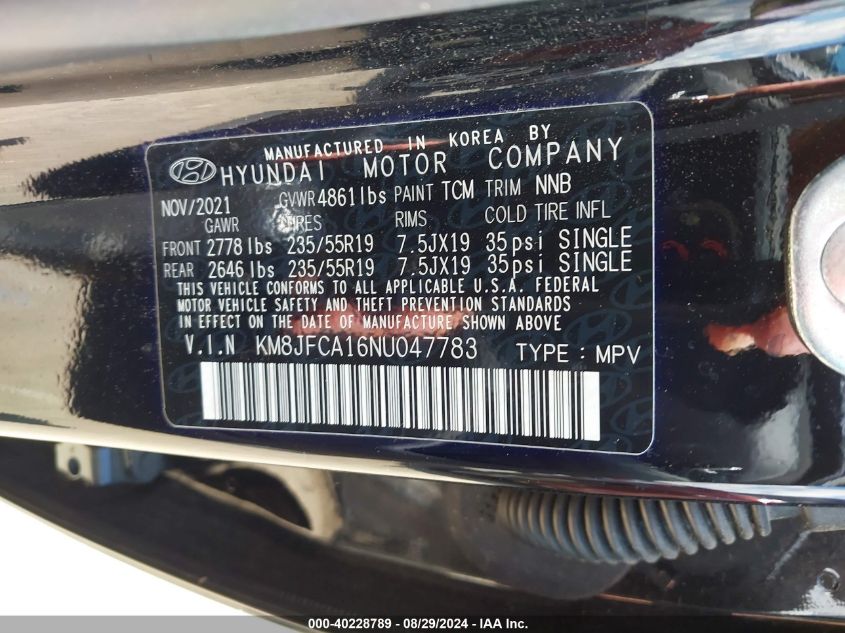 MANUFACTURED IN KOREA BY
HYUNDAI MOTOR COMPANY
NOV/2021 GVWR 4861 lbs PAINT TCM TRIM NNB
GAWR TIRES RIMS COLD TIRE INFL
FRONT 2778 lbs 235/55R19 7.5JX19 35psi SINGLE
REAR 2646 lbs 235/55R19 7.5JX19 35psi SINGLE
THIS VEHICLE CONFORMS TO ALL APPLICABLE U.S.A. FEDERAL
MOTOR VEHICLE SAFETY AND THEFT PREVENTION STANDARDS
IN EFFECT ON THE DATE OF MANUFACTURE SHOWN ABOVE
V.I.N KM8JFCA16NU047783 TYPE : MPV
000-40228789 - 08/29/2024 - IAA Inc.